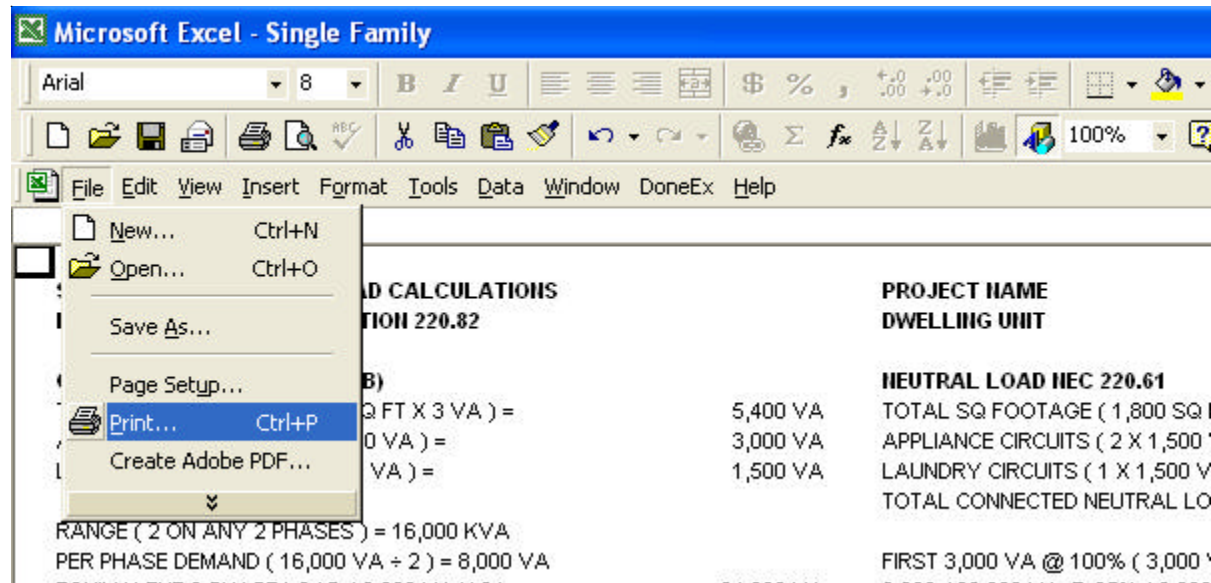 Microsoft Excel - Single Family
Arial 8 B I U $ % , .00 .00
ABC Σ fx A Z Z A 100% ?
File Edit View Insert Format Tools Data Window DoneEx Help
New... Ctrl+N
Open... Ctrl+O
Save As...
Page Setup...
Print... Ctrl+P
Create Adobe PDF...
CALCULATIONS PROJECT NAME
220.82 DWELLING UNIT
B) NEUTRAL LOAD NEC 220.61
FT X 3 VA ) = 5,400 VA TOTAL SQ FOOTAGE ( 1,800 SQ
VA ) = 3,000 VA APPLIANCE CIRCUITS ( 2 X 1,500
VA ) = 1,500 VA LAUNDRY CIRCUITS ( 1 X 1,500
TOTAL CONNECTED NEUTRAL
RANGE ( 2 ON ANY 2 PHASES ) = 16,000 KVA
PER PHASE DEMAND ( 16,000 VA ÷ 2 ) = 8,000 VA FIRST 3,000 VA @ 100% ( 3,000